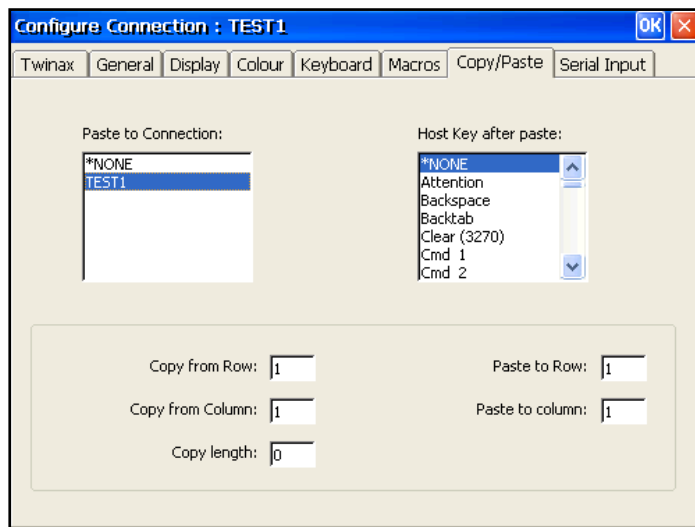 Configure Connection : TEST1 OK
Twinax General Display Colour Keyboard Macros Copy/Paste Serial Input
Paste to Connection:
*NONE
TEST1
Host Key after paste:
*NONE
Attention
Backspace
Backtab
Clear (3270)
Cmd 1
Cmd 2
Copy from Row: 1
Copy from Column: 1
Copy length: 0
Paste to Row: 1
Paste to column: 1